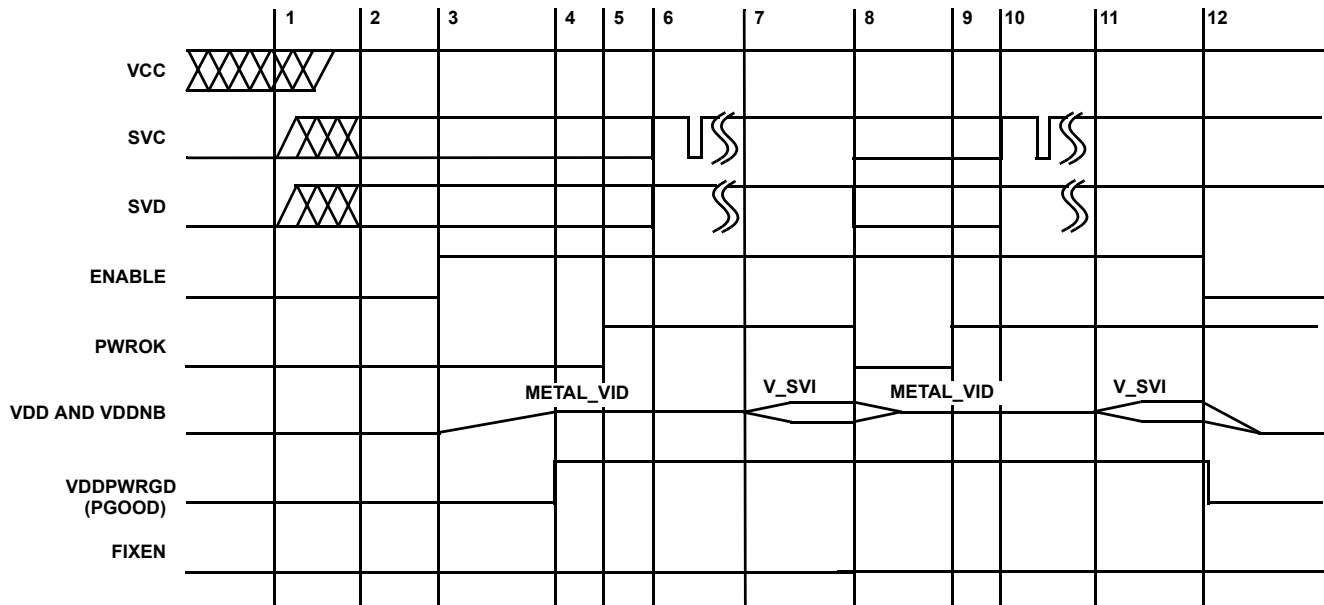 1 2 3 4 5 6 7 8 9 10 11 12
VCC
SVC
SVD
ENABLE
PWROK
METAL_VID V_SVI METAL_VID V_SVI
VDD AND VDDNB
VDDPWRGD
(PGOOD)
FIXEN